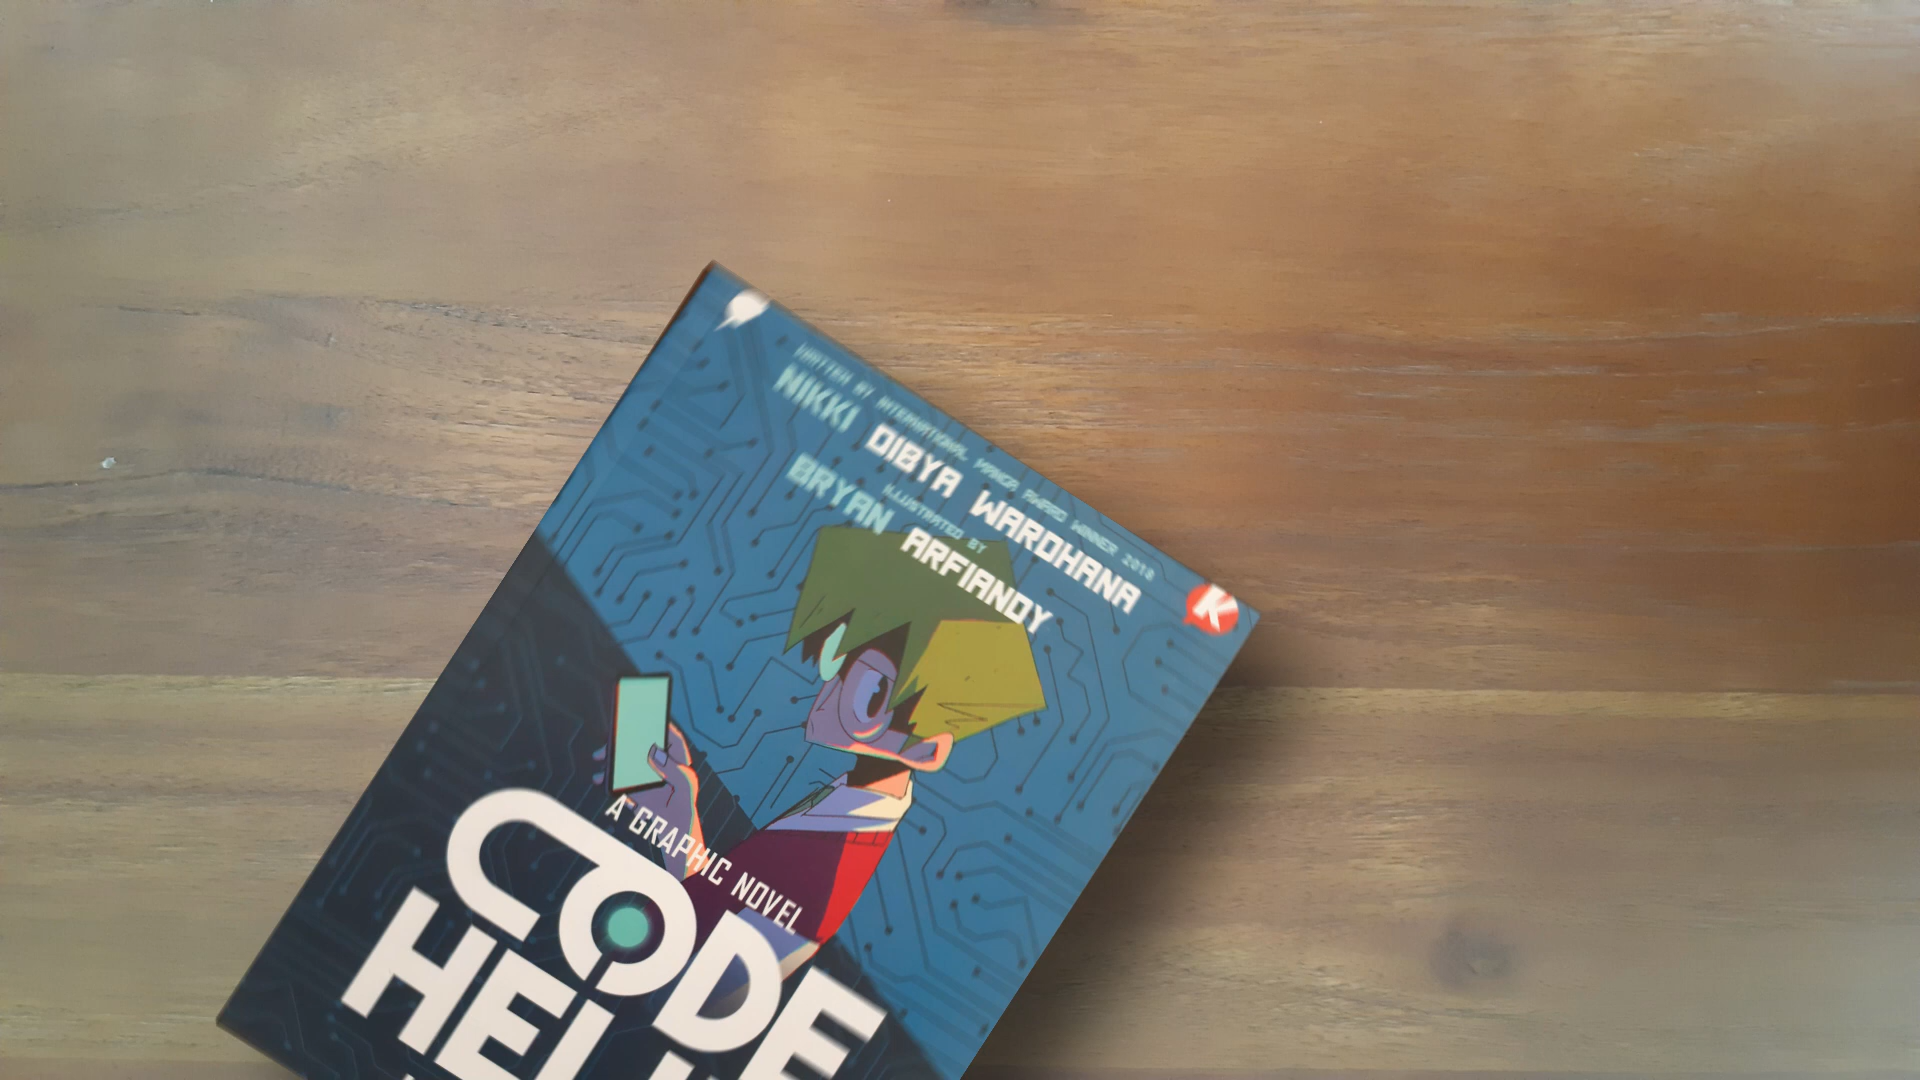 WRITTEN BY INTERNATIONAL MANGA AWARD WINNER 2018
NIKKI DIBYA WARDHANA
ILLUSTRATED BY
BRYAN ARFIANDY
K
A GRAPHIC NOVEL
CODE